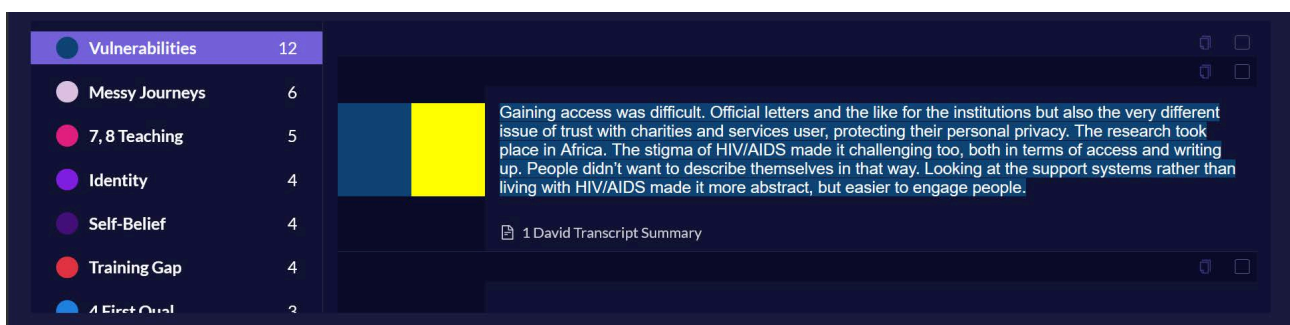 Vulnerabilities 12
Messy Journeys 6
7, 8 Teaching 5
Identity 4
Self-Belief 4
Training Gap 4
4 First Qual 3
Gaining access was difficult. Official letters and the like for the institutions but also the very different
issue of trust with charities and services user, protecting their personal privacy. The research took
place in Africa. The stigma of HIV/AIDS made it challenging too, both in terms of access and writing
up. People didn't want to describe themselves in that way. Looking at the support systems rather than
living with HIV/AIDS made it more abstract, but easier to engage people.
1 David Transcript Summary